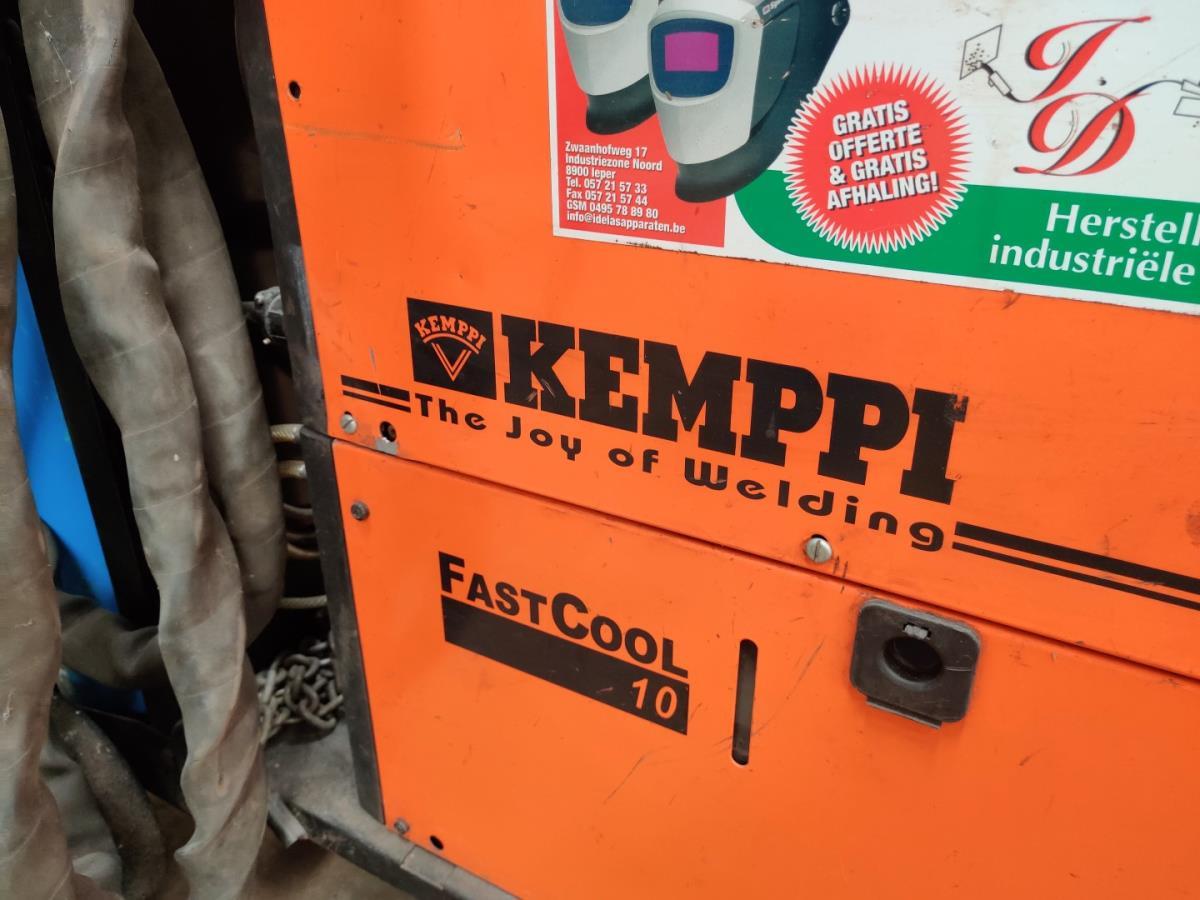 GRATIS
OFFERTE
& GRATIS
AFHALING!
I
D
Zwaanhofweg 17
Industriezone Noord
8900 Ieper
Tel. 057 21 57 33
Fax 057 21 57 44
GSM 0495 78 89 80
info@idelasapparaten.be
Herstell
industriële
KEMPPI
KEMPPI
The Joy of Welding
FASTCOOL
10